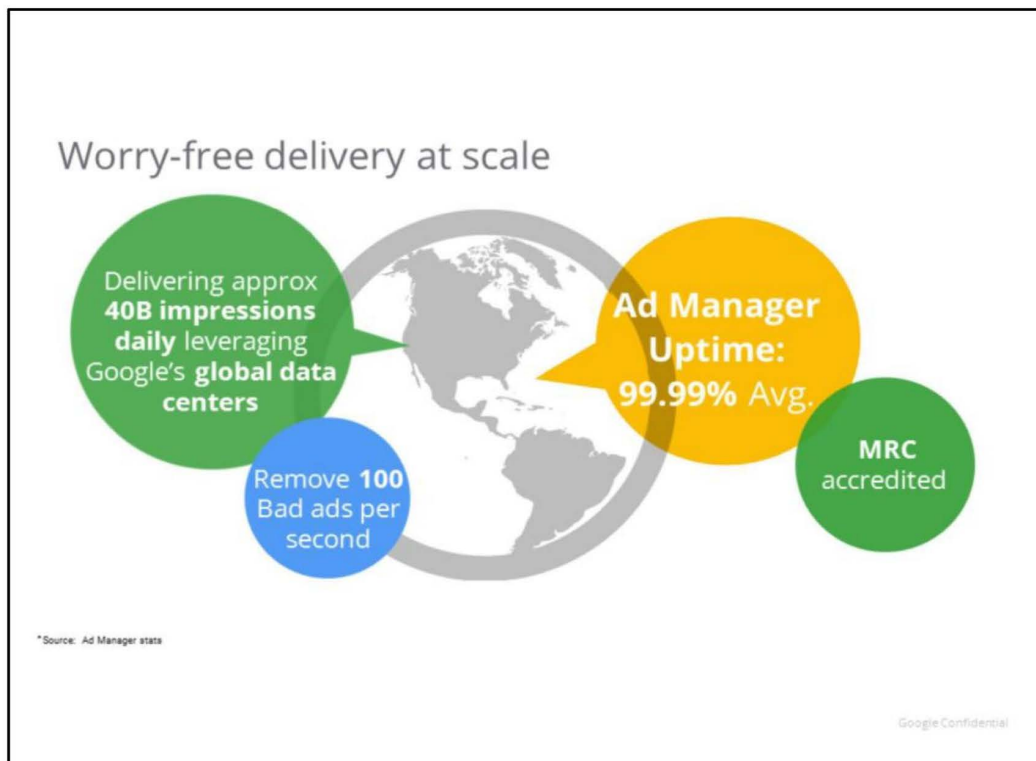 Worry-free delivery at scale
Delivering approx
40B impressions
daily leveraging
Google's global data
centers
Remove 100
Bad ads per
second
Ad Manager
Uptime:
99.99% Avg.
MRC
accredited
*Source: Ad Manager stats
Google Confidential